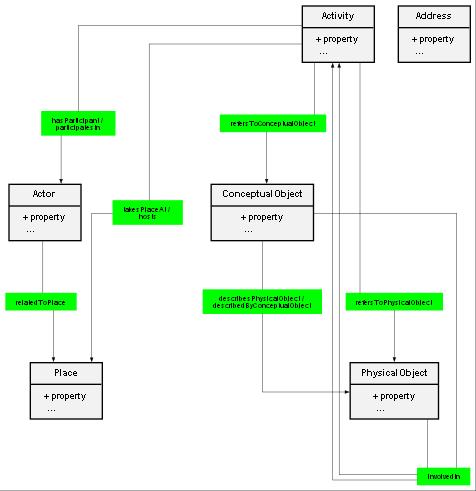 Activity
+ property
...
Address
+ property
...
hasParticipant /
participatesIn
refersToConceptualObject
Actor
+ property
...
takesPlaceAt /
hosts
Conceptual Object
+ property
...
relatedToPlace
describesPhysicalObject /
describedByConceptualObject
refersToPhysicalObject
Place
+ property
...
Physical Object
+ property
...
involvedIn